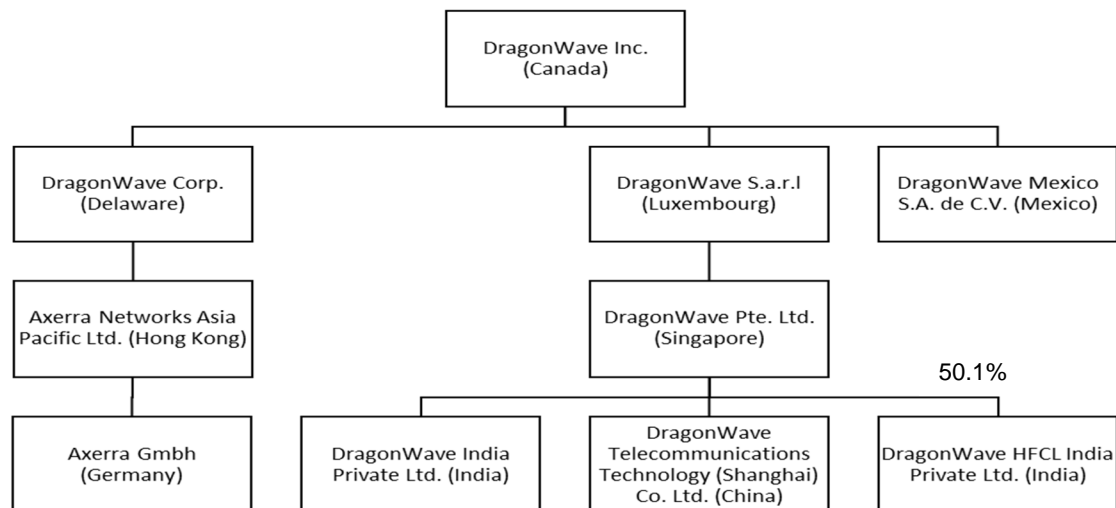 DragonWave Inc.
(Canada)
DragonWave Corp.
(Delaware)
DragonWave S.a.r.l
(Luxembourg)
DragonWave Mexico
S.A. de C.V. (Mexico)
Axerra Networks Asia
Pacific Ltd. (Hong Kong)
DragonWave Pte. Ltd.
(Singapore)
50.1%
Axerra Gmbh
(Germany)
DragonWave India
Private Ltd. (India)
DragonWave
Telecommunications
Technology (Shanghai)
Co. Ltd. (China)
DragonWave HFCL India
Private Ltd. (India)